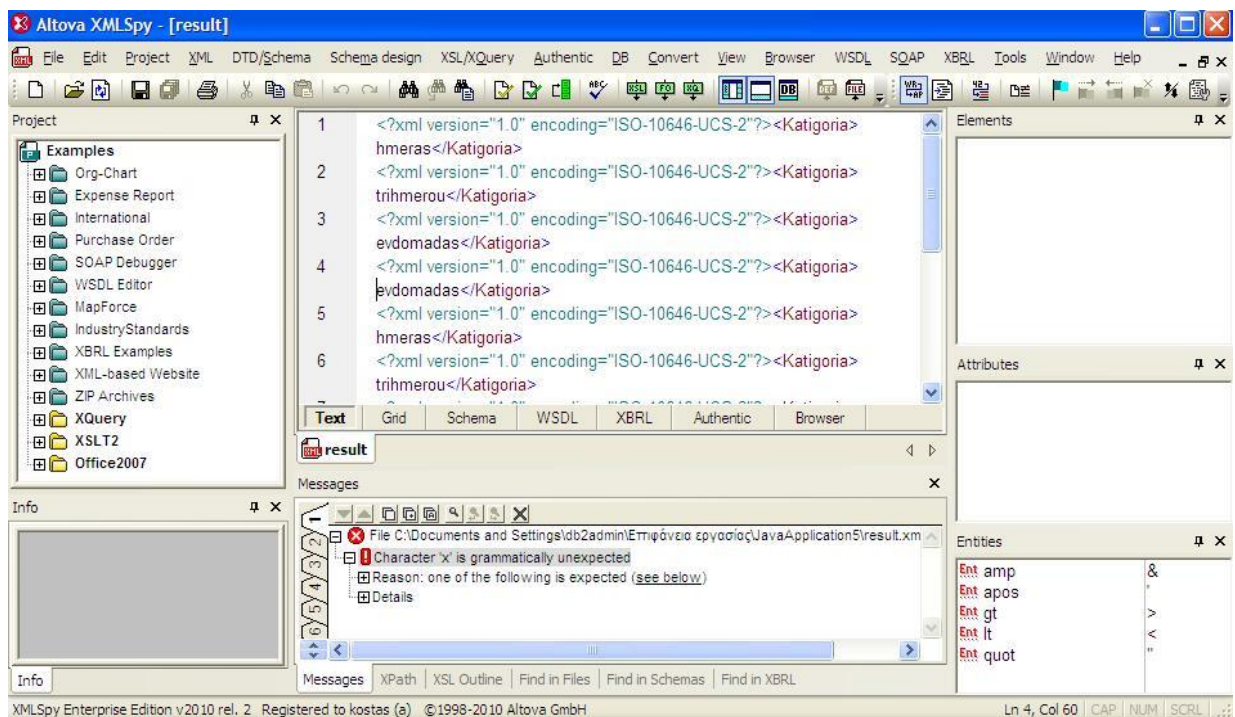 Altova XMLSpy - [result]
File Edit Project XML DTD/Schema Schema design XSL/XQuery Authentic DB Convert View Browser WSDL SOAP XBRL Tools Window Help
Project
Examples
Org-Chart
Expense Report
International
Purchase Order
SOAP Debugger
WSDL Editor
MapForce
IndustryStandards
XBRL Examples
XML-based Website
ZIP Archives
XQuery
XSLT2
Office2007
Info
Info
1 <?xml version="1.0" encoding="ISO-10646-UCS-2"?><Katigoria>
hmeras</Katigoria>
2 <?xml version="1.0" encoding="ISO-10646-UCS-2"?><Katigoria>
trihmerou</Katigoria>
3 <?xml version="1.0" encoding="ISO-10646-UCS-2"?><Katigoria>
evdomadas</Katigoria>
4 <?xml version="1.0" encoding="ISO-10646-UCS-2"?><Katigoria>
evdomadas</Katigoria>
5 <?xml version="1.0" encoding="ISO-10646-UCS-2"?><Katigoria>
hmeras</Katigoria>
6 <?xml version="1.0" encoding="ISO-10646-UCS-2"?><Katigoria>
trihmerou</Katigoria>
Text Grid Schema WSDL XBRL Authentic Browser
result
Messages
File C:\Documents and Settings\db2admin\Επιφάνεια εργασίας\JavaApplication5\result.xm
Character 'x' is grammatically unexpected
Reason: one of the following is expected (see below)
Details
1
2
3
4
5
6
Messages XPath XSL Outline Find in Files Find in Schemas Find in XBRL
Elements
Attributes
Entities
Ent amp &
Ent apos '
Ent gt >
Ent lt <
Ent quot "
XMLSpy Enterprise Edition v2010 rel. 2 Registered to kostas (a) ©1998-2010 Altova GmbH Ln 4, Col 60 CAP NUM SCRL